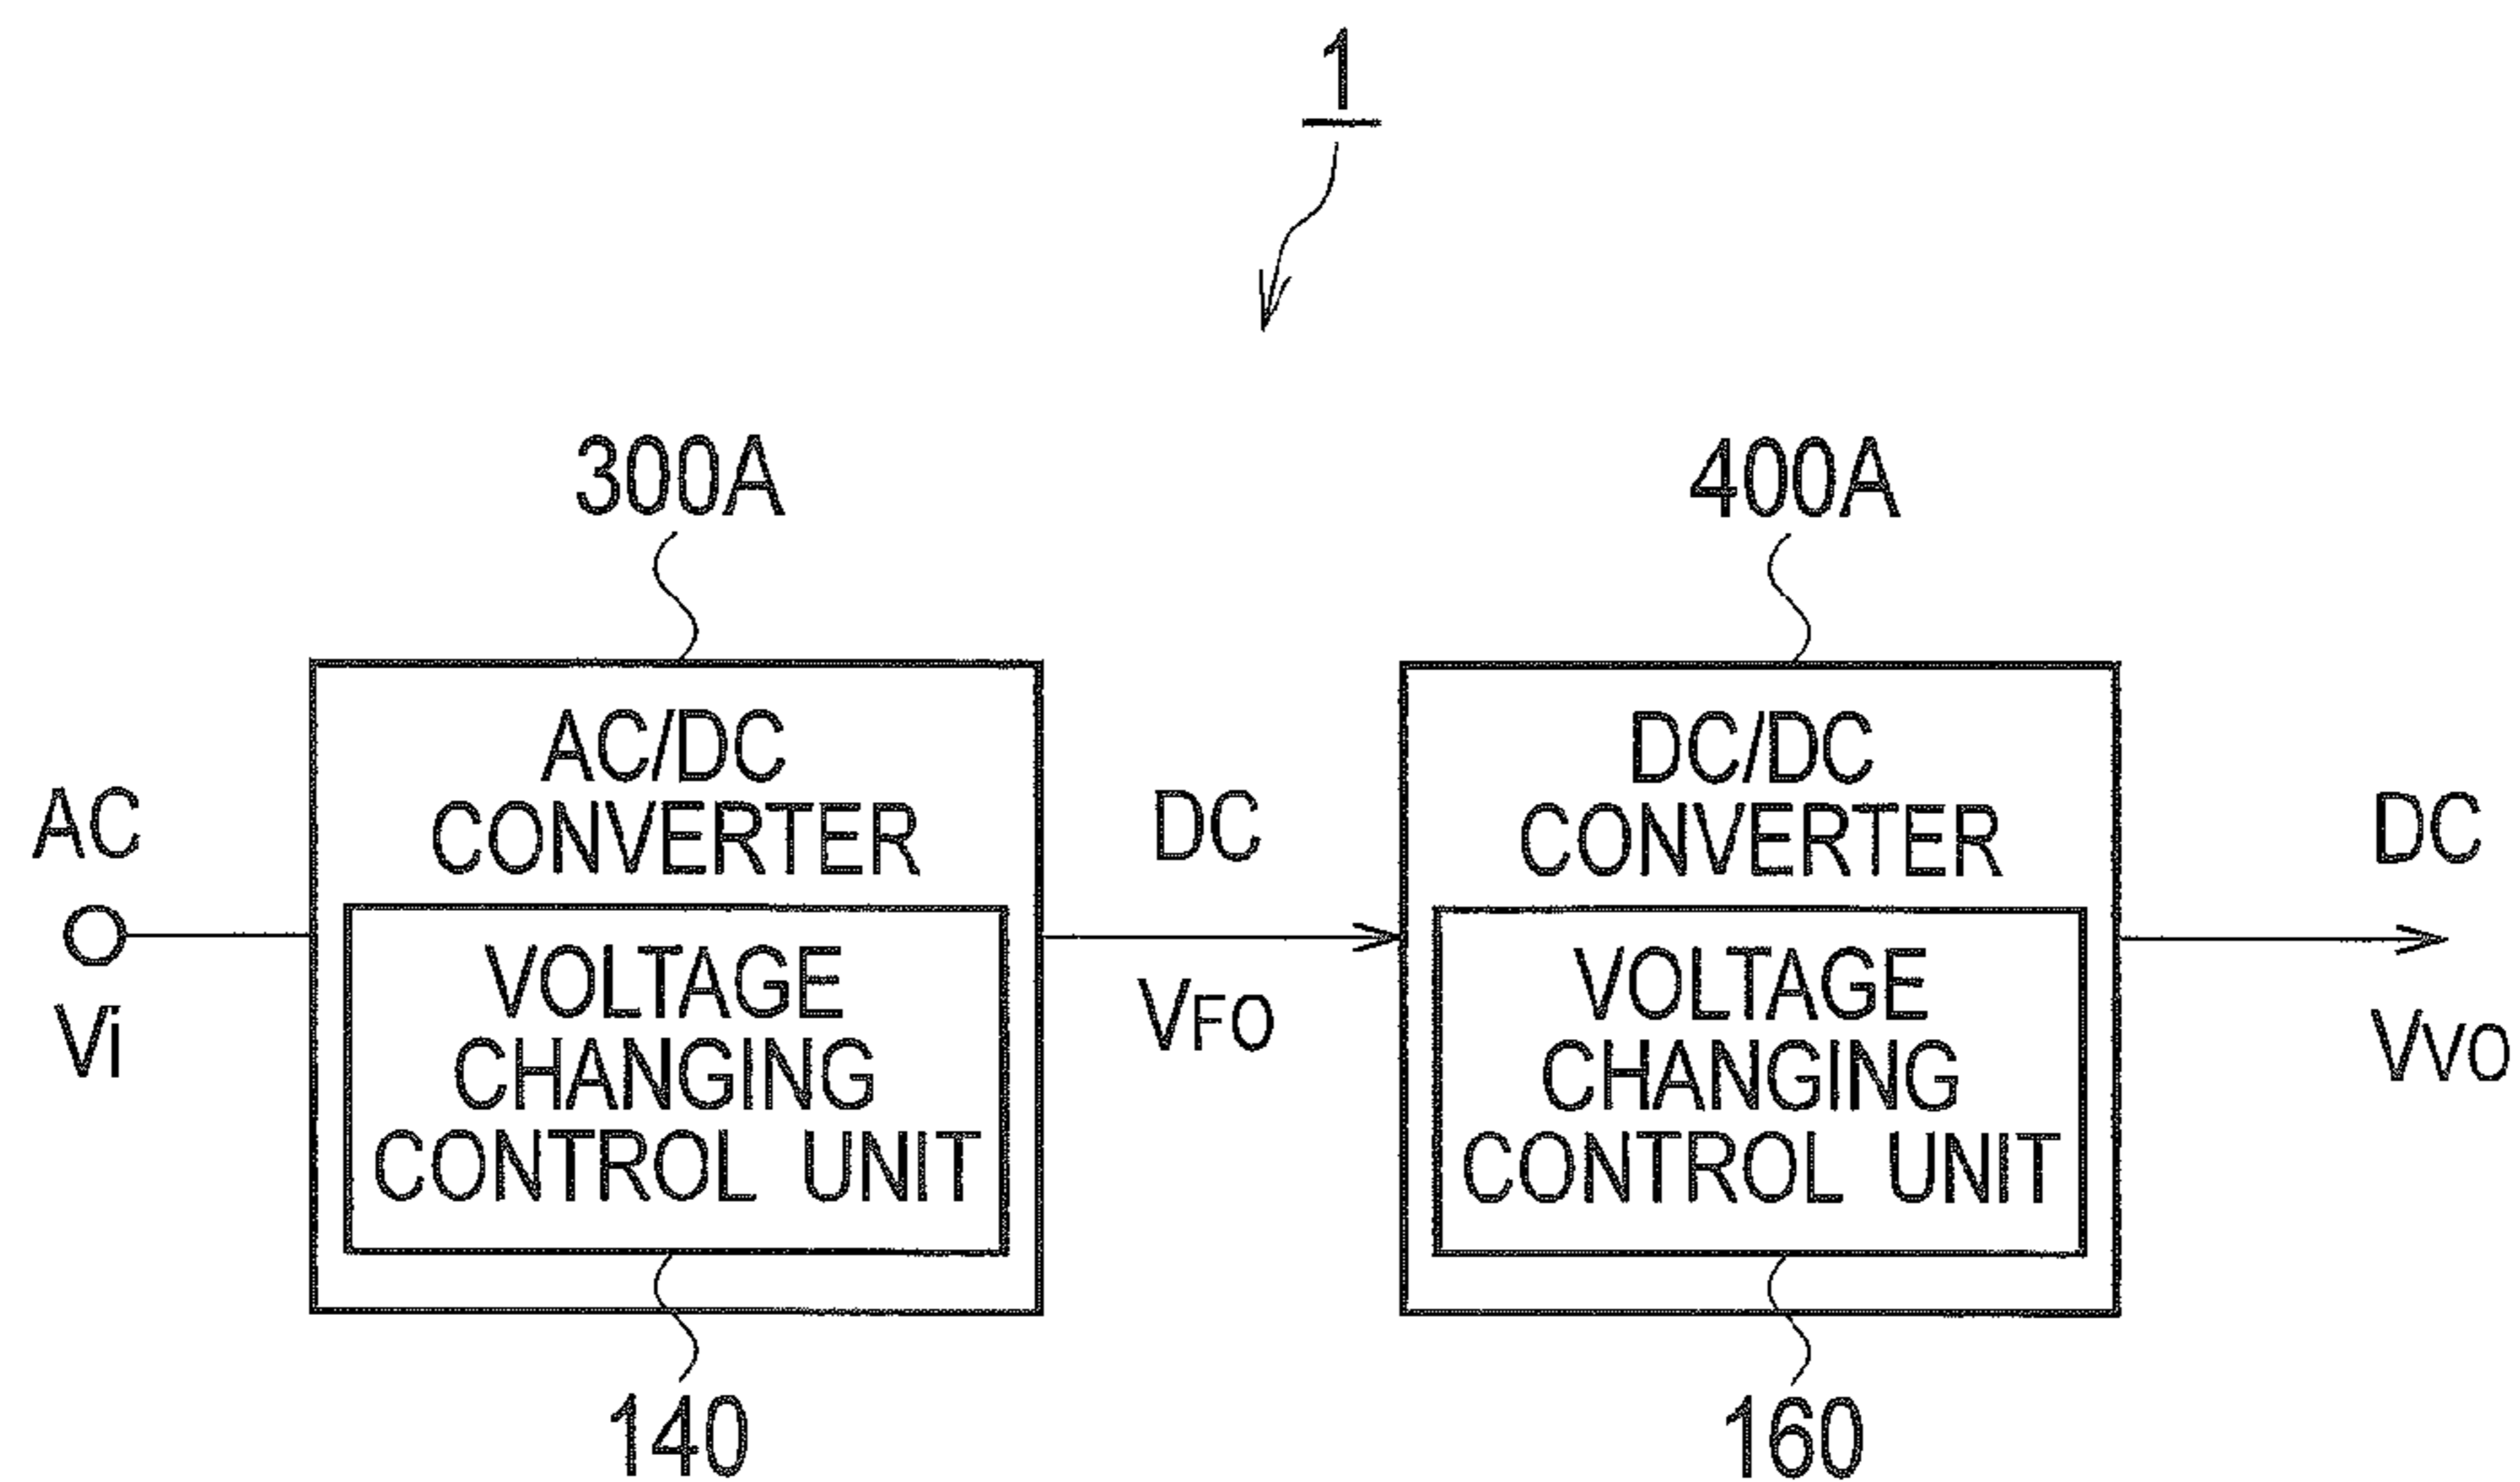 1
300A
400A
AC/DC
CONVERTER
VOLTAGE
CHANGING
CONTROL UNIT
DC/DC
CONVERTER
VOLTAGE
CHANGING
CONTROL UNIT
AC
Vi
DC
VFO
DC
VVO
140
160